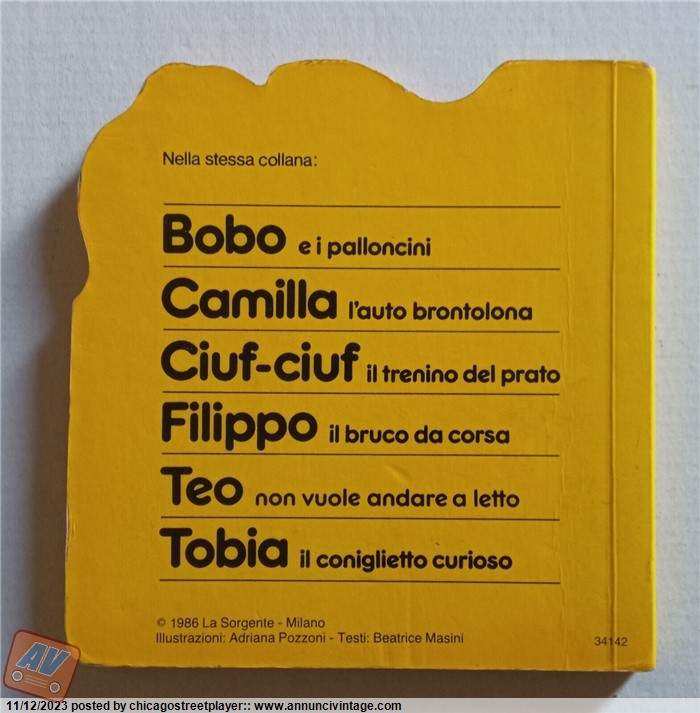 Nella stessa collana:
Bobo e i palloncini
Camilla l'auto brontolona
Ciuf-ciuf il trenino del prato
Filippo il bruco da corsa
Teo non vuole andare a letto
Tobia il coniglietto curioso
© 1986 La Sorgente - Milano
Illustrazioni: Adriana Pozzoni - Testi: Beatrice Masini
34142
AV
11/12/2023 posted by chicagostreetplayer:: www.annuncivintage.com